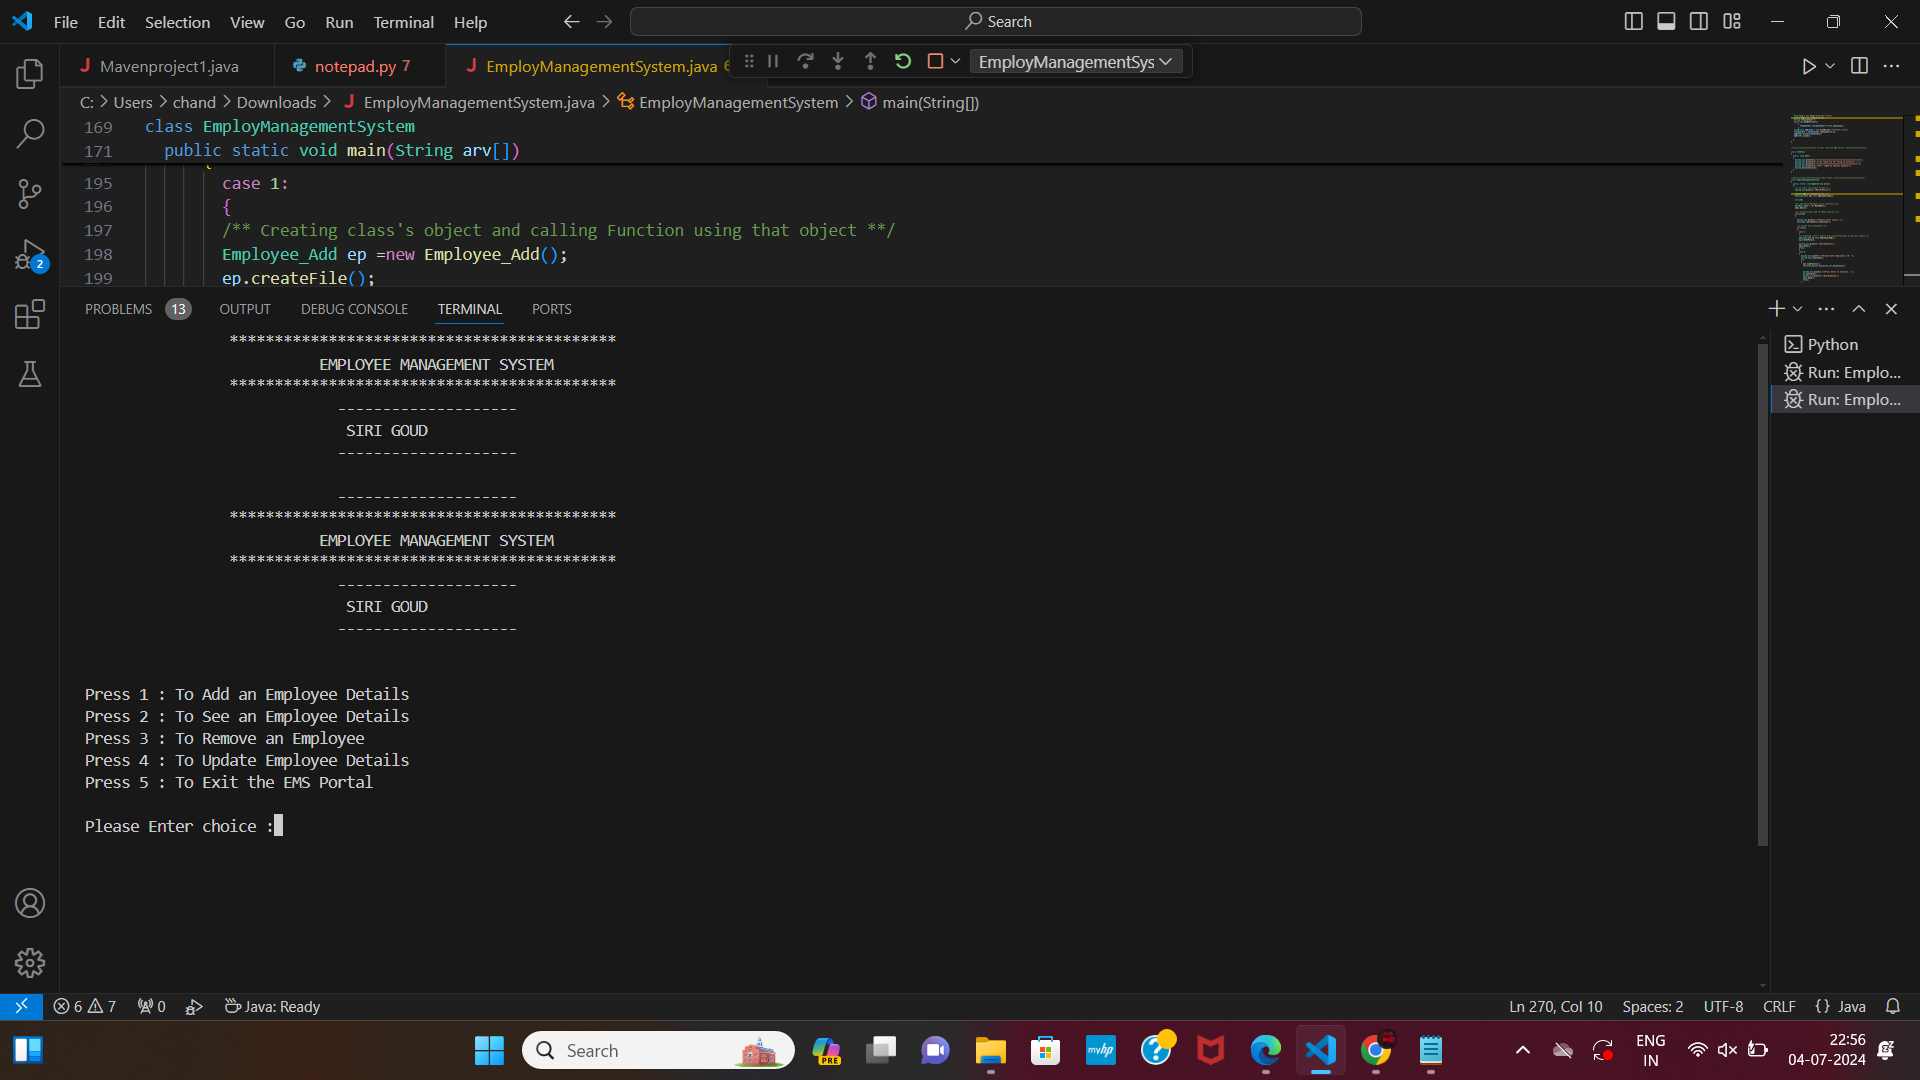 File Edit Selection View Go Run Terminal Help Search
Mavenproject1.java notepad.py 7 EmployManagementSystem.java 6 EmployManagementSys
C: > Users > chand > Downloads > EmployManagementSystem.java > EmployManagementSystem > main(String[])
169 class EmployManagementSystem
171 public static void main(String arv[])
195 case 1:
196 {
197 /** Creating class's object and calling Function using that object **/
198 Employee_Add ep =new Employee_Add();
199 ep.createFile();
PROBLEMS 13 OUTPUT DEBUG CONSOLE TERMINAL PORTS
Python
Run: Emplo...
Run: Emplo...
*******************************************
EMPLOYEE MANAGEMENT SYSTEM
*******************************************
--------------------
SIRI GOUD
--------------------
--------------------
*******************************************
EMPLOYEE MANAGEMENT SYSTEM
*******************************************
--------------------
SIRI GOUD
--------------------
Press 1 : To Add an Employee Details
Press 2 : To See an Employee Details
Press 3 : To Remove an Employee
Press 4 : To Update Employee Details
Press 5 : To Exit the EMS Portal
Please Enter choice :
2
6 7 0 Java: Ready Ln 270, Col 10 Spaces: 2 UTF-8 CRLF {} Java
Search PRE myhp ENG IN 22:56
04-07-2024